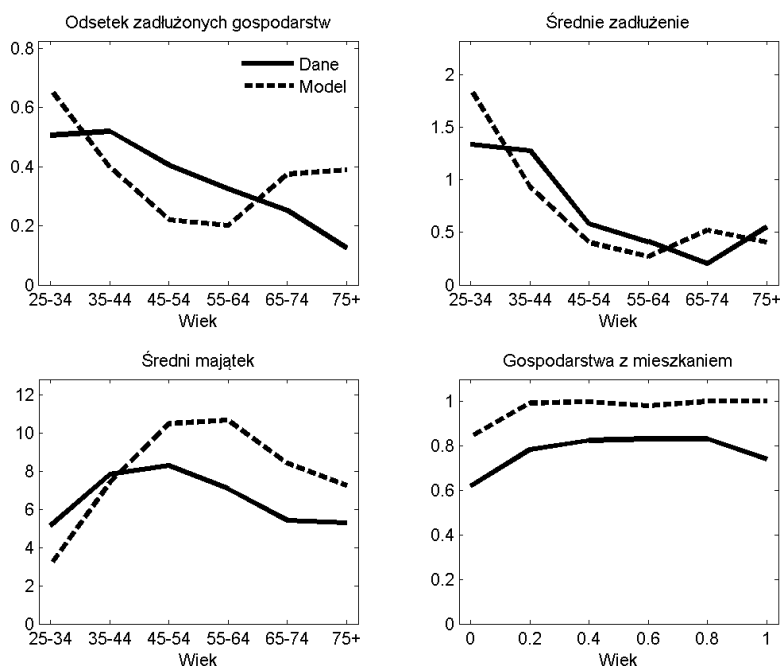 Odsetek zadłużonych gospodarstw
0.8
0.6
0.4
0.2
0
Dane
Model
25-34 35-44 45-54 55-64 65-74 75+
Wiek
Średnie zadłużenie
2
1.5
1
0.5
0
25-34 35-44 45-54 55-64 65-74 75+
Wiek
Średni majątek
12
10
8
6
4
2
0
25-34 35-44 45-54 55-64 65-74 75+
Wiek
Gospodarstwa z mieszkaniem
1
0.8
0.6
0.4
0.2
0
0 0.2 0.4 0.6 0.8 1
Wiek